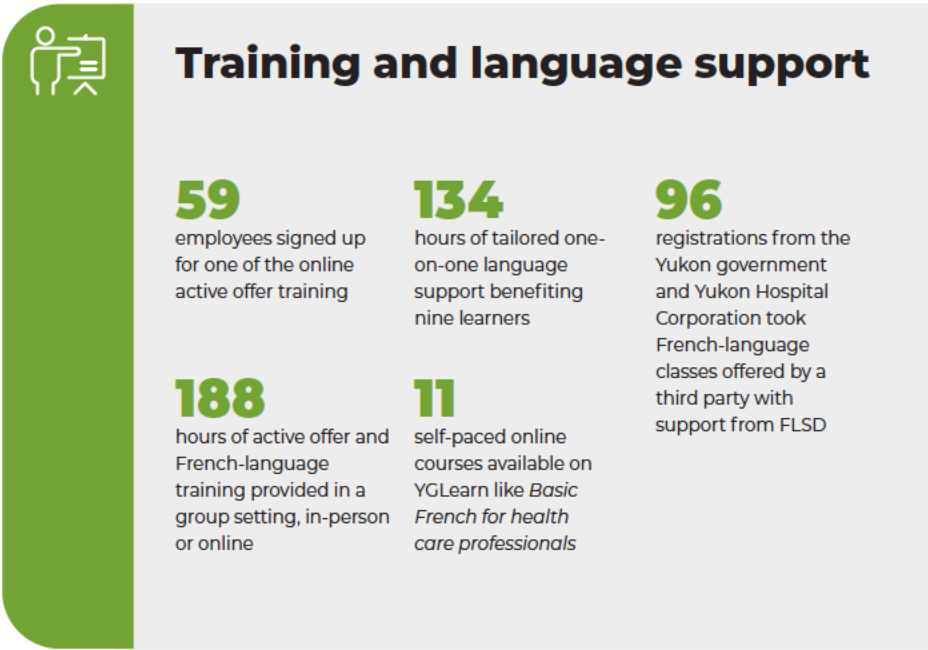 Training and language support
59
employees signed up
for one of the online
active offer training
134
hours of tailored one-
on-one language
support benefiting
nine learners
96
registrations from the
Yukon government
and Yukon Hospital
Corporation took
French-language
classes offered by a
third party with
support from FLSD
188
hours of active offer and
French-language
training provided in a
group setting, in-person
or online
11
self-paced online
courses available on
YGLearn like Basic
French for health
care professionals